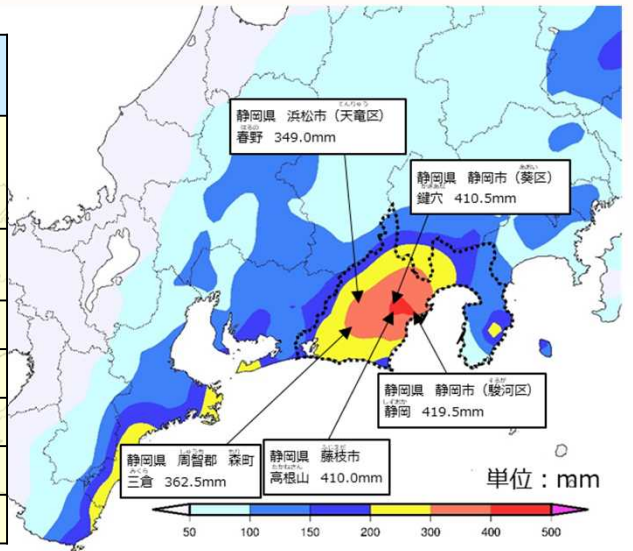 てんりゅう
静岡県 浜松市（天竜区）
はるの
春野 349.0mm
あおい
静岡県 静岡市（葵区）
かぎあな
鍵穴 410.5mm
するが
静岡県 静岡市（駿河区）
しずおか
静岡 419.5mm
しゅうち もり
静岡県 周智郡 森町
みくら
三倉 362.5mm
ふじえだ
静岡県 藤枝市
たかねさん
高根山 410.0mm
単位：mm
50 100 150 200 300 400 500